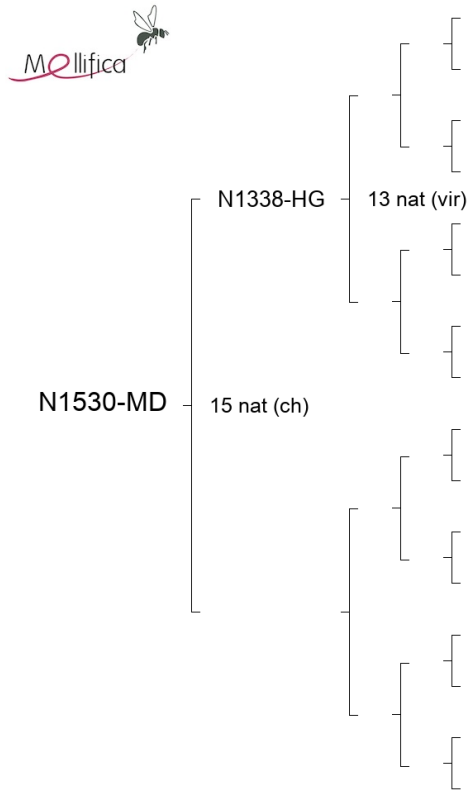 Mellifica
N1338-HG
13 nat (vir)
N1530-MD
15 nat (ch)